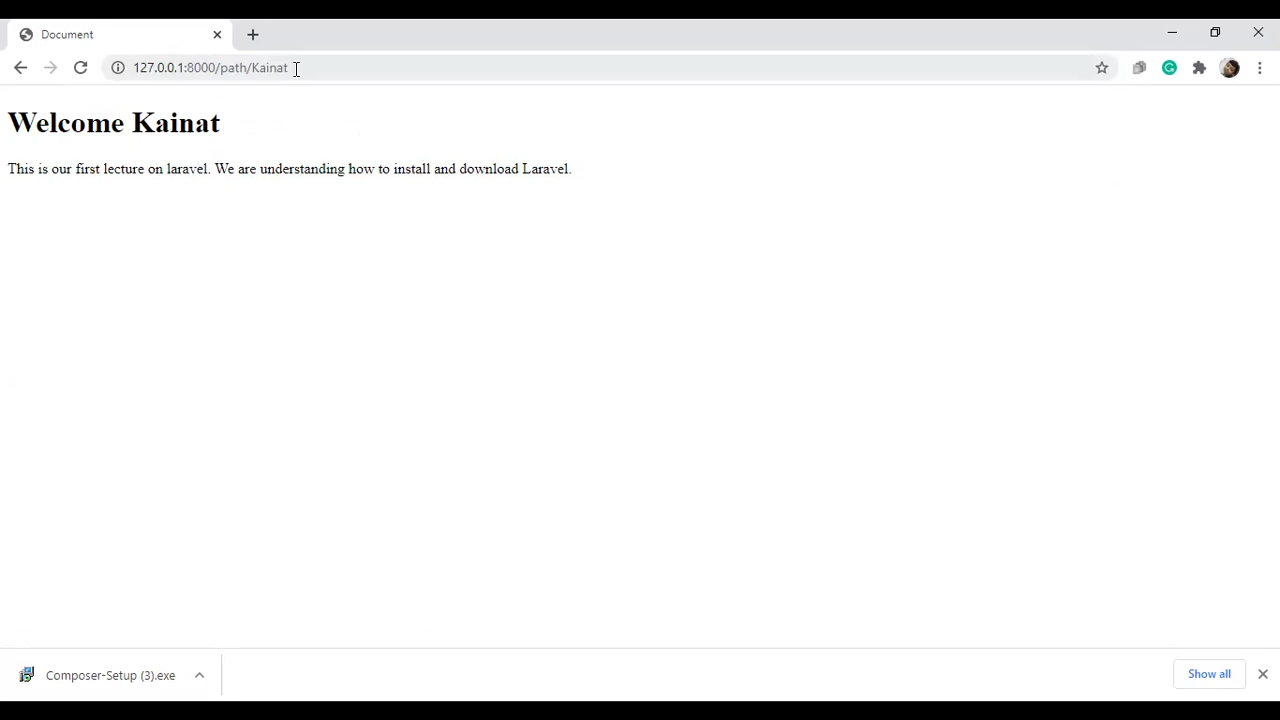 Document
127.0.0.1:8000/path/Kainat
Welcome Kainat
This is our first lecture on laravel. We are understanding how to install and download Laravel.
Composer-Setup (3).exe
Show all